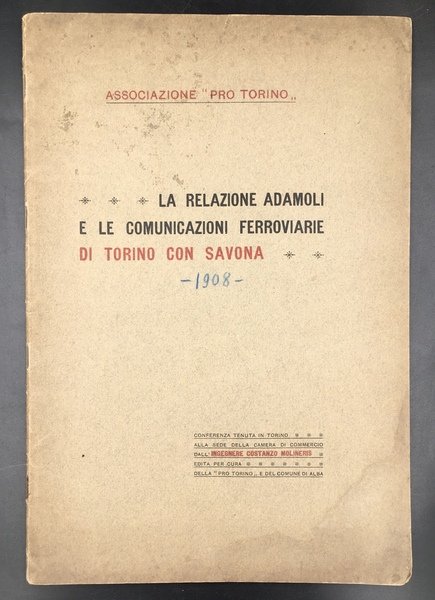 ASSOCIAZIONE "PRO TORINO„
LA RELAZIONE ADAMOLI
E LE COMUNICAZIONI FERROVIARIE
DI TORINO CON SAVONA
-1908-
CONFERENZA TENUTA IN TORINO
ALLA SEDE DELLA CAMERA DI COMMERCIO
DALL'INGEGNERE COSTANZO MOLINERIS
EDITA PER CURA
DELLA "PRO TORINO„ E DEL COMUNE DI ALBA